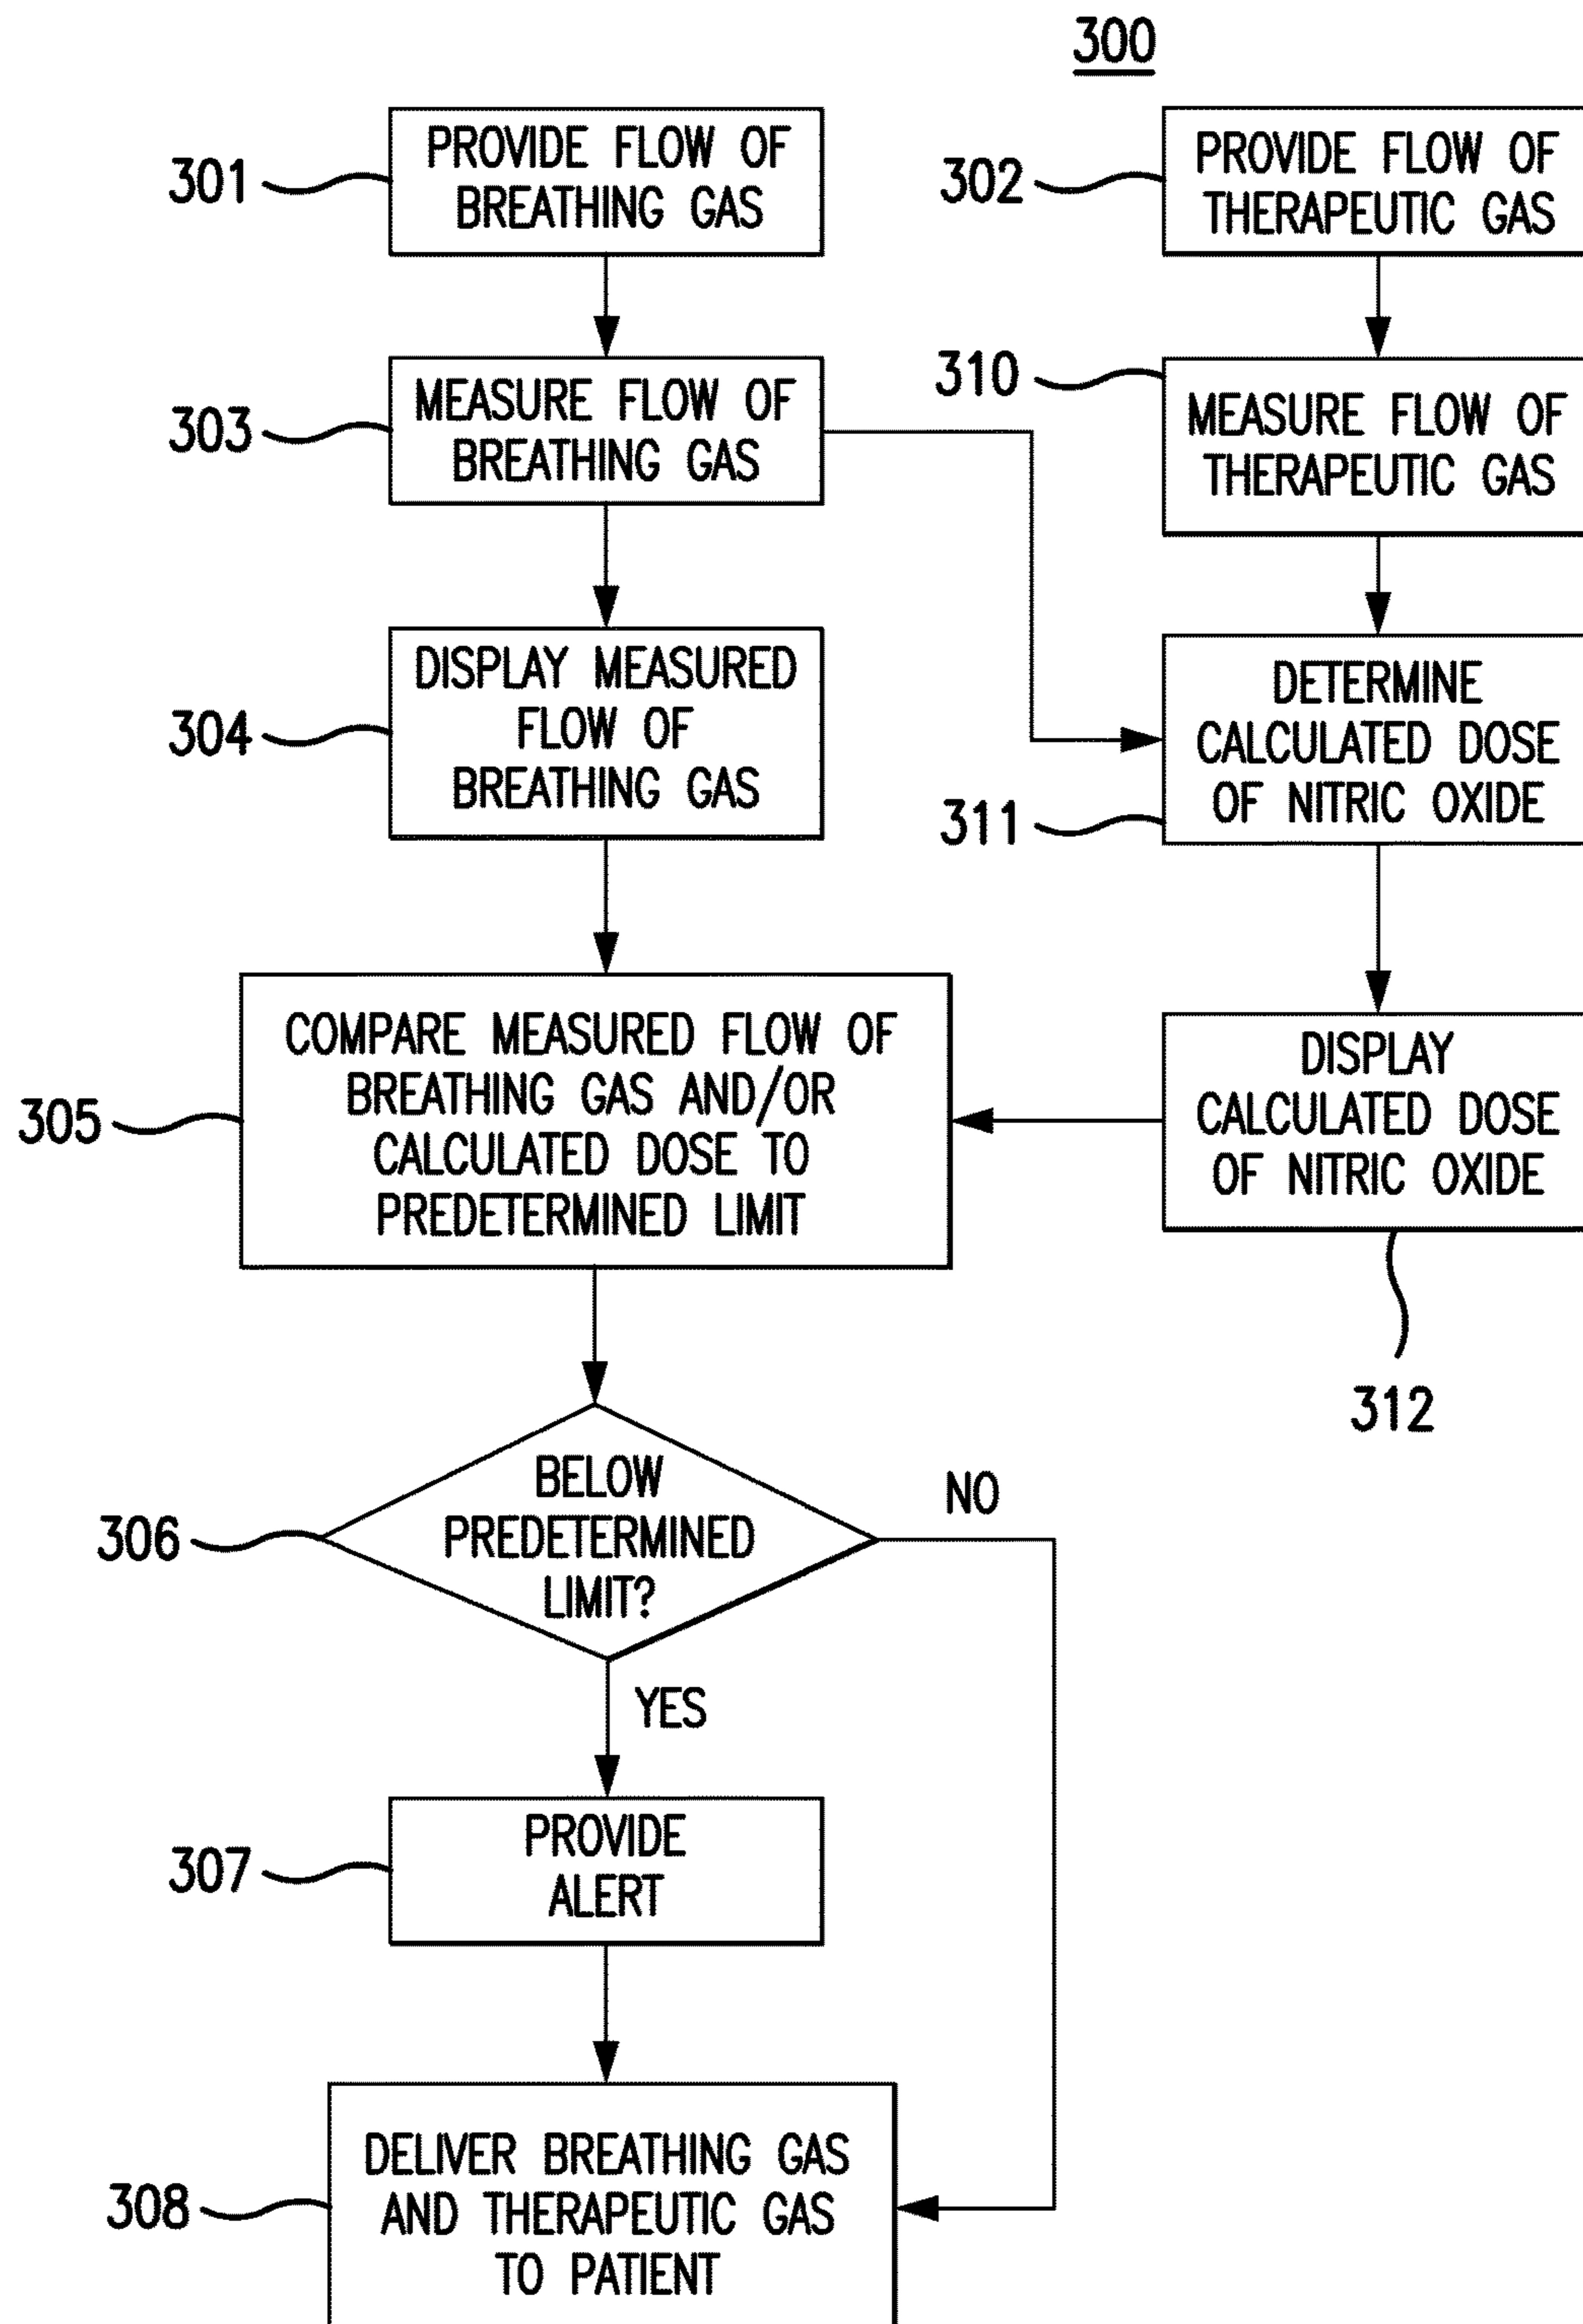 300
301
PROVIDE FLOW OF
BREATHING GAS
302
PROVIDE FLOW OF
THERAPEUTIC GAS
303
MEASURE FLOW OF
BREATHING GAS
310
MEASURE FLOW OF
THERAPEUTIC GAS
304
DISPLAY MEASURED
FLOW OF
BREATHING GAS
311
DETERMINE
CALCULATED DOSE
OF NITRIC OXIDE
305
COMPARE MEASURED FLOW OF
BREATHING GAS AND/OR
CALCULATED DOSE TO
PREDETERMINED LIMIT
DISPLAY
CALCULATED DOSE
OF NITRIC OXIDE
312
306
BELOW
PREDETERMINED
LIMIT?
NO
YES
307
PROVIDE
ALERT
308
DELIVER BREATHING GAS
AND THERAPEUTIC GAS
TO PATIENT